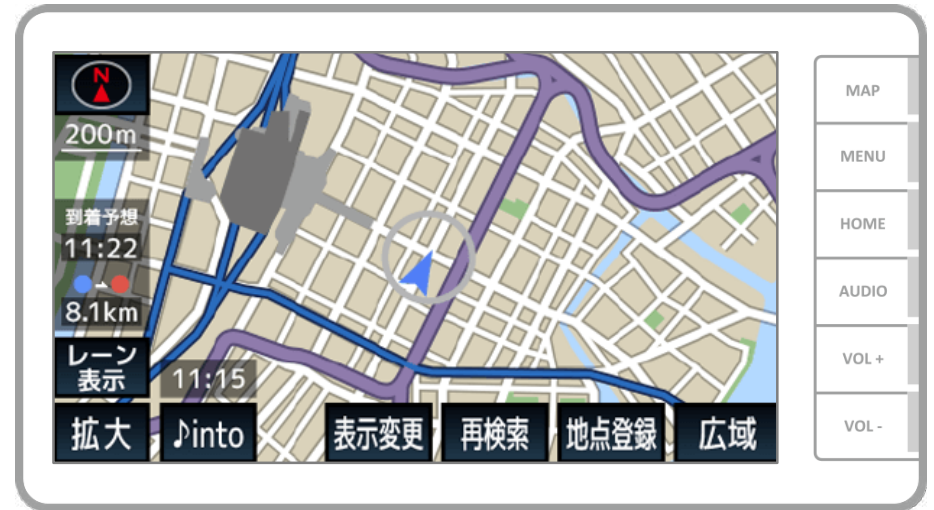 N
200m
到着予想
11:22
8.1km
レーン
表示
11:15
拡大
♪into
表示変更
再検索
地点登録
広域
MAP
MENU
HOME
AUDIO
VOL +
VOL -